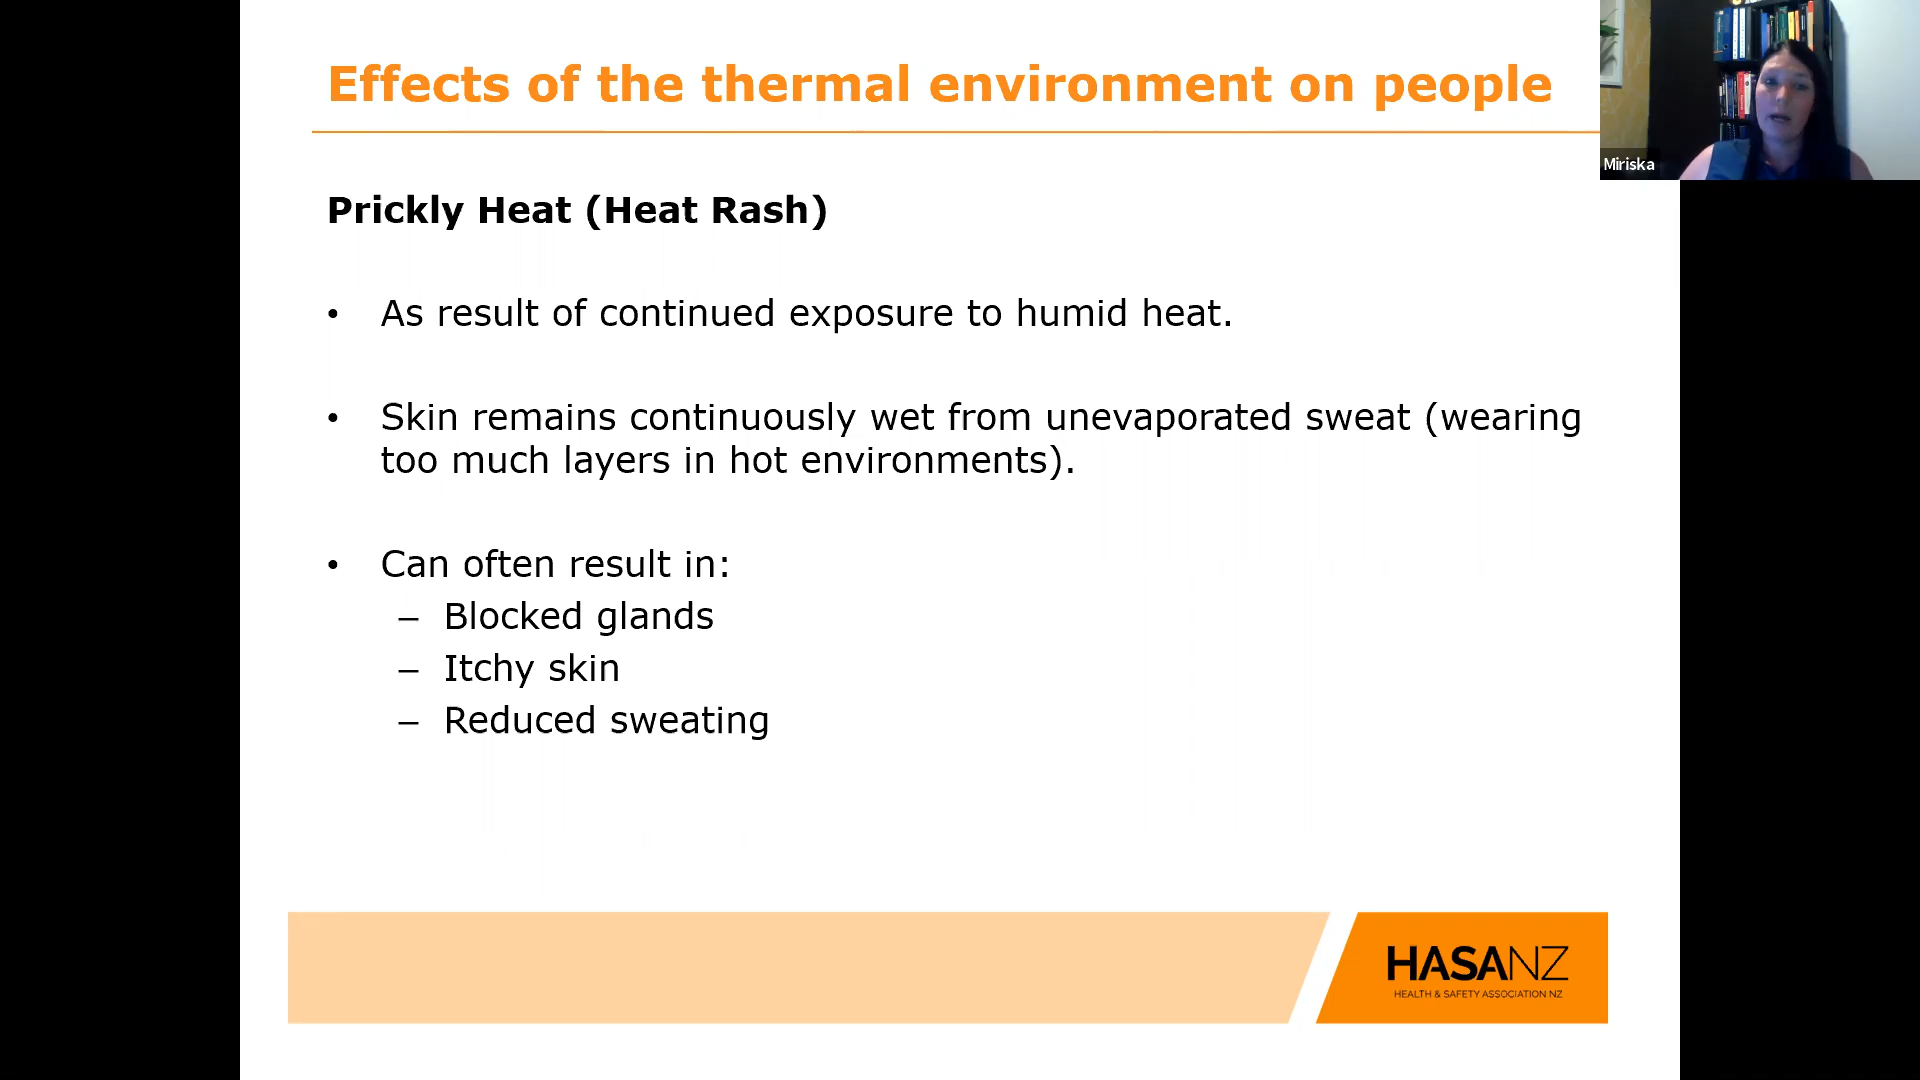 Effects of the thermal environment on people
Miriska
Prickly Heat (Heat Rash)
• As result of continued exposure to humid heat.
• Skin remains continuously wet from unevaporated sweat (wearing
too much layers in hot environments).
• Can often result in:
– Blocked glands
– Itchy skin
– Reduced sweating
HASANZ
HEALTH & SAFETY ASSOCIATION NZ